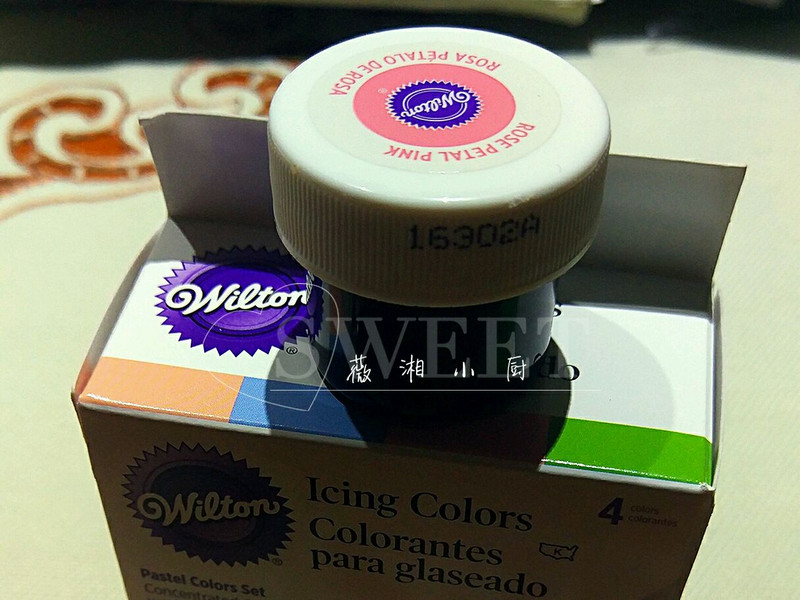 ROSA PÉTALO DE ROSA
Wilton
ROSE PETAL PINK
16302A
Wilton
SWEET
薇湘小厨
Wilton
Icing Colors
Colorantes
para glaseado
4 colors
colorantes
K
Pastel Colors Set
Concentrated